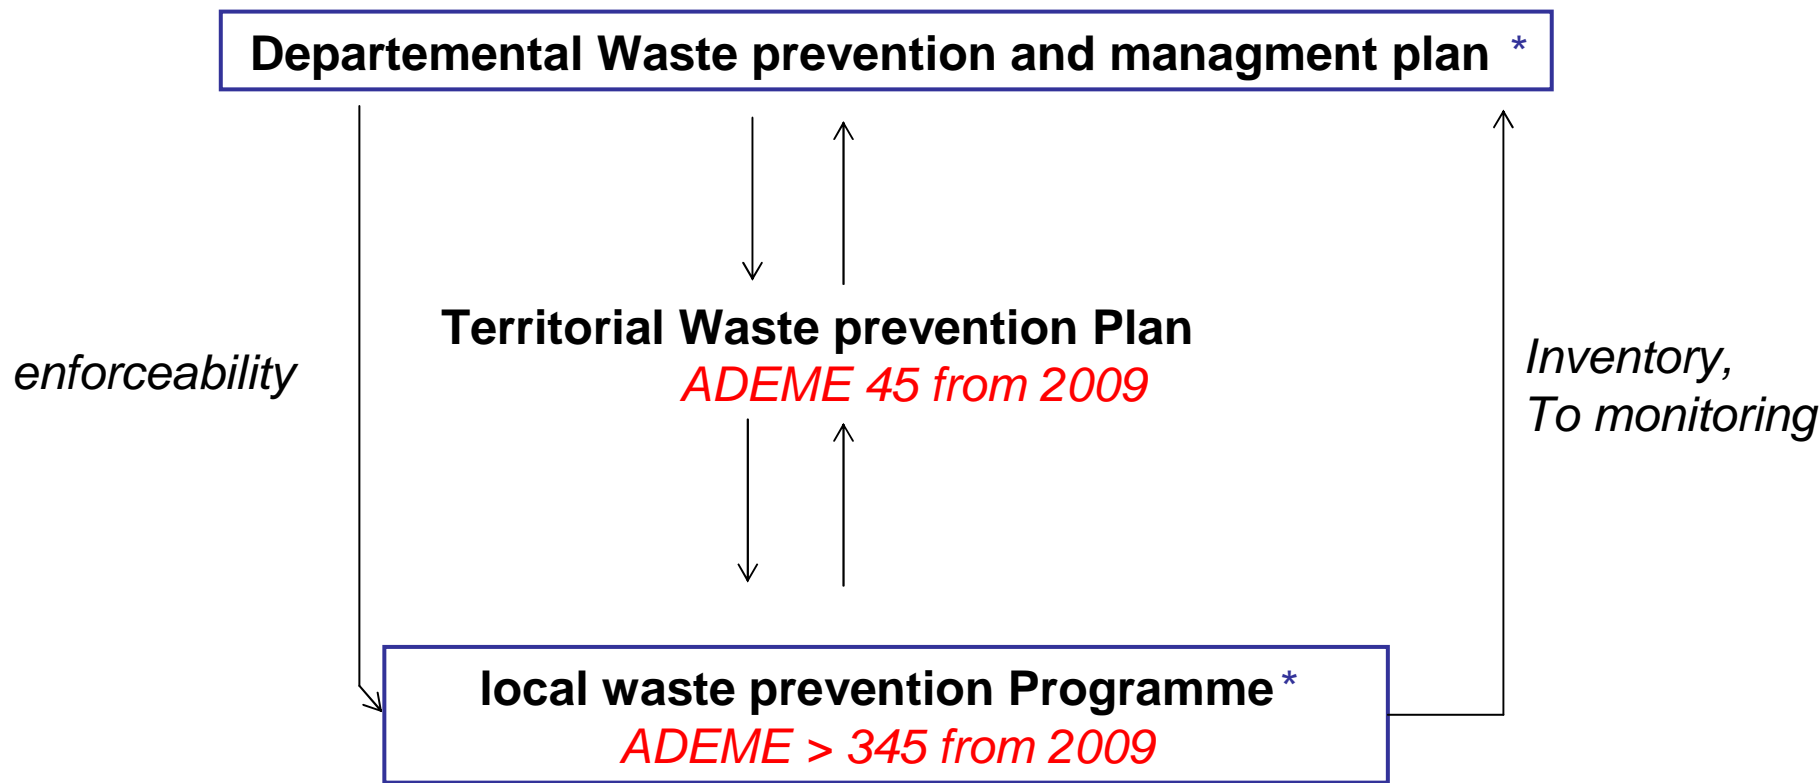 Departemental Waste prevention and managment plan *
Territorial Waste prevention Plan
ADEME 45 from 2009
enforceability
Inventory,
To monitoring
local waste prevention Programme *
ADEME > 345 from 2009